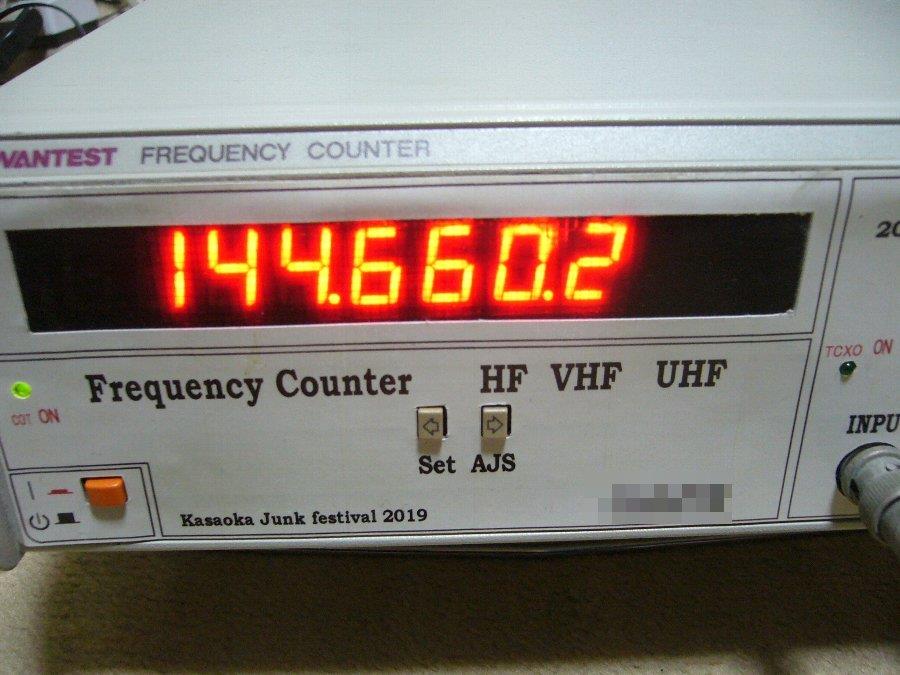 VANTEST FREQUENCY COUNTER
144.660.2
20
TCXO ON
Frequency Counter HF VHF UHF
ON
Set AJS
INPU
Kasaoka Junk festival 2019